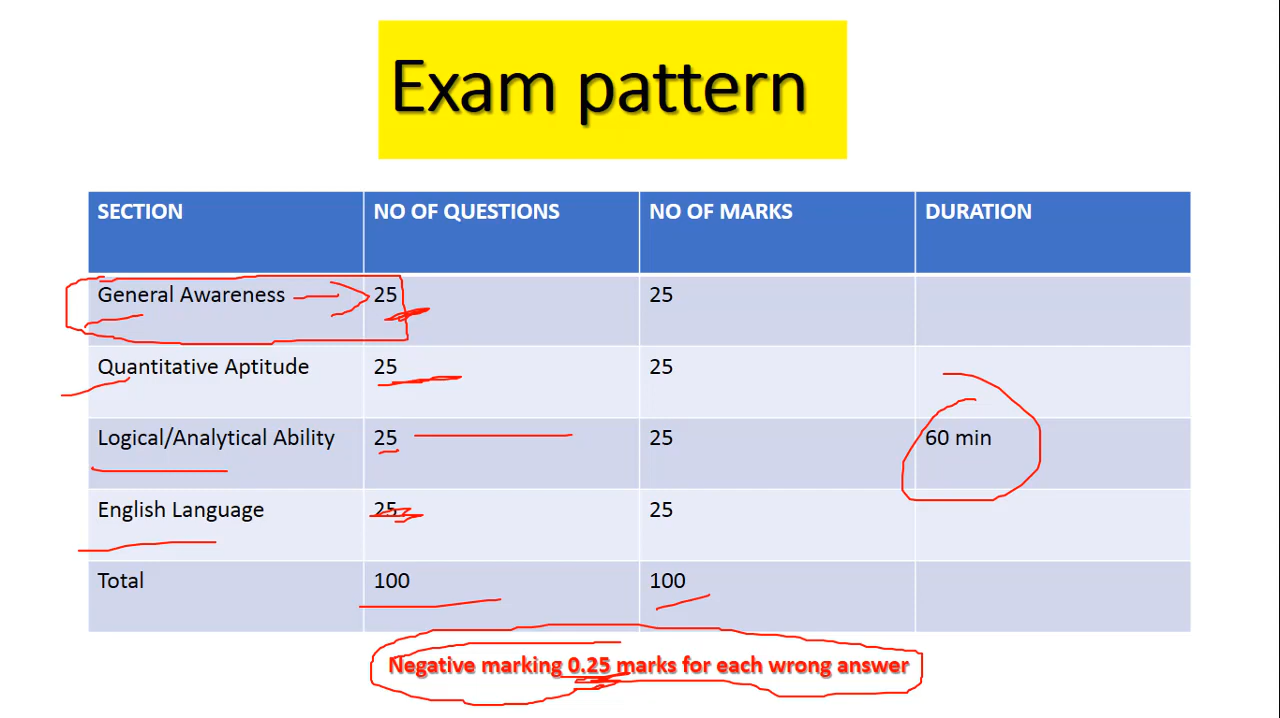 Exam pattern
SECTION NO OF QUESTIONS NO OF MARKS DURATION
General Awareness 25 25
Quantitative Aptitude 25 25
Logical/Analytical Ability 25 25 60 min
English Language 25 25
Total 100 100
Negative marking 0.25 marks for each wrong answer